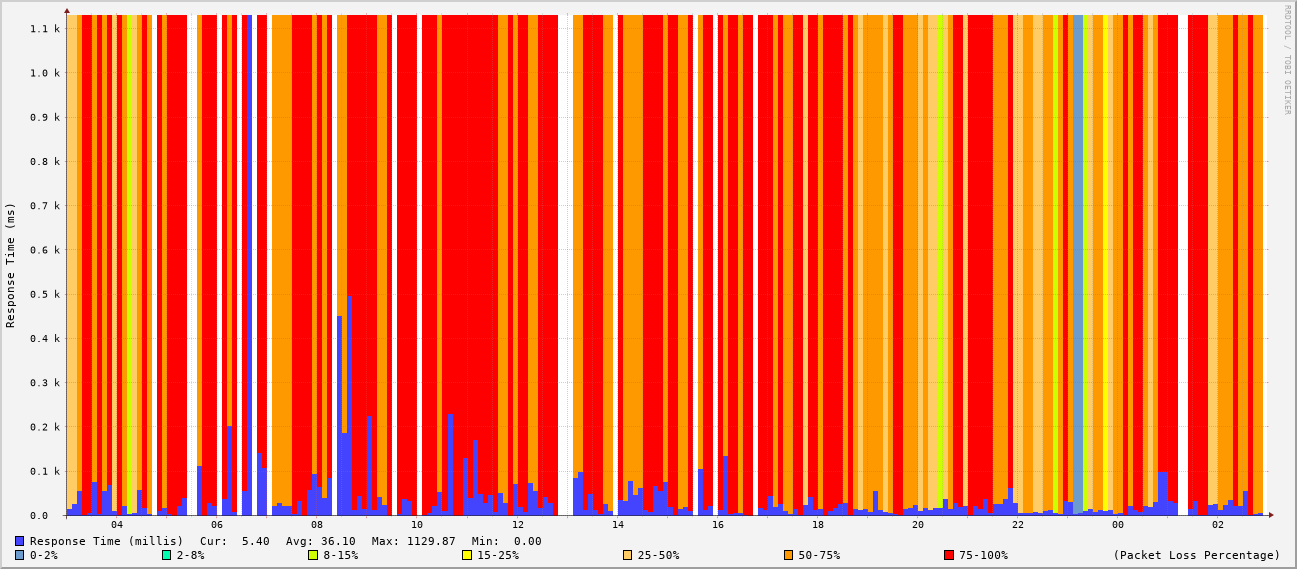 RRDTOOL / TOBI OETIKER
Response Time (ms)
1.1 k
1.0 k
0.9 k
0.8 k
0.7 k
0.6 k
0.5 k
0.4 k
0.3 k
0.2 k
0.1 k
0.0
04 06 08 10 12 14 16 18 20 22 00 02
Response Time (millis) Cur: 5.40 Avg: 36.10 Max: 1129.87 Min: 0.00
0-2% 2-8% 8-15% 15-25% 25-50% 50-75% 75-100% (Packet Loss Percentage)